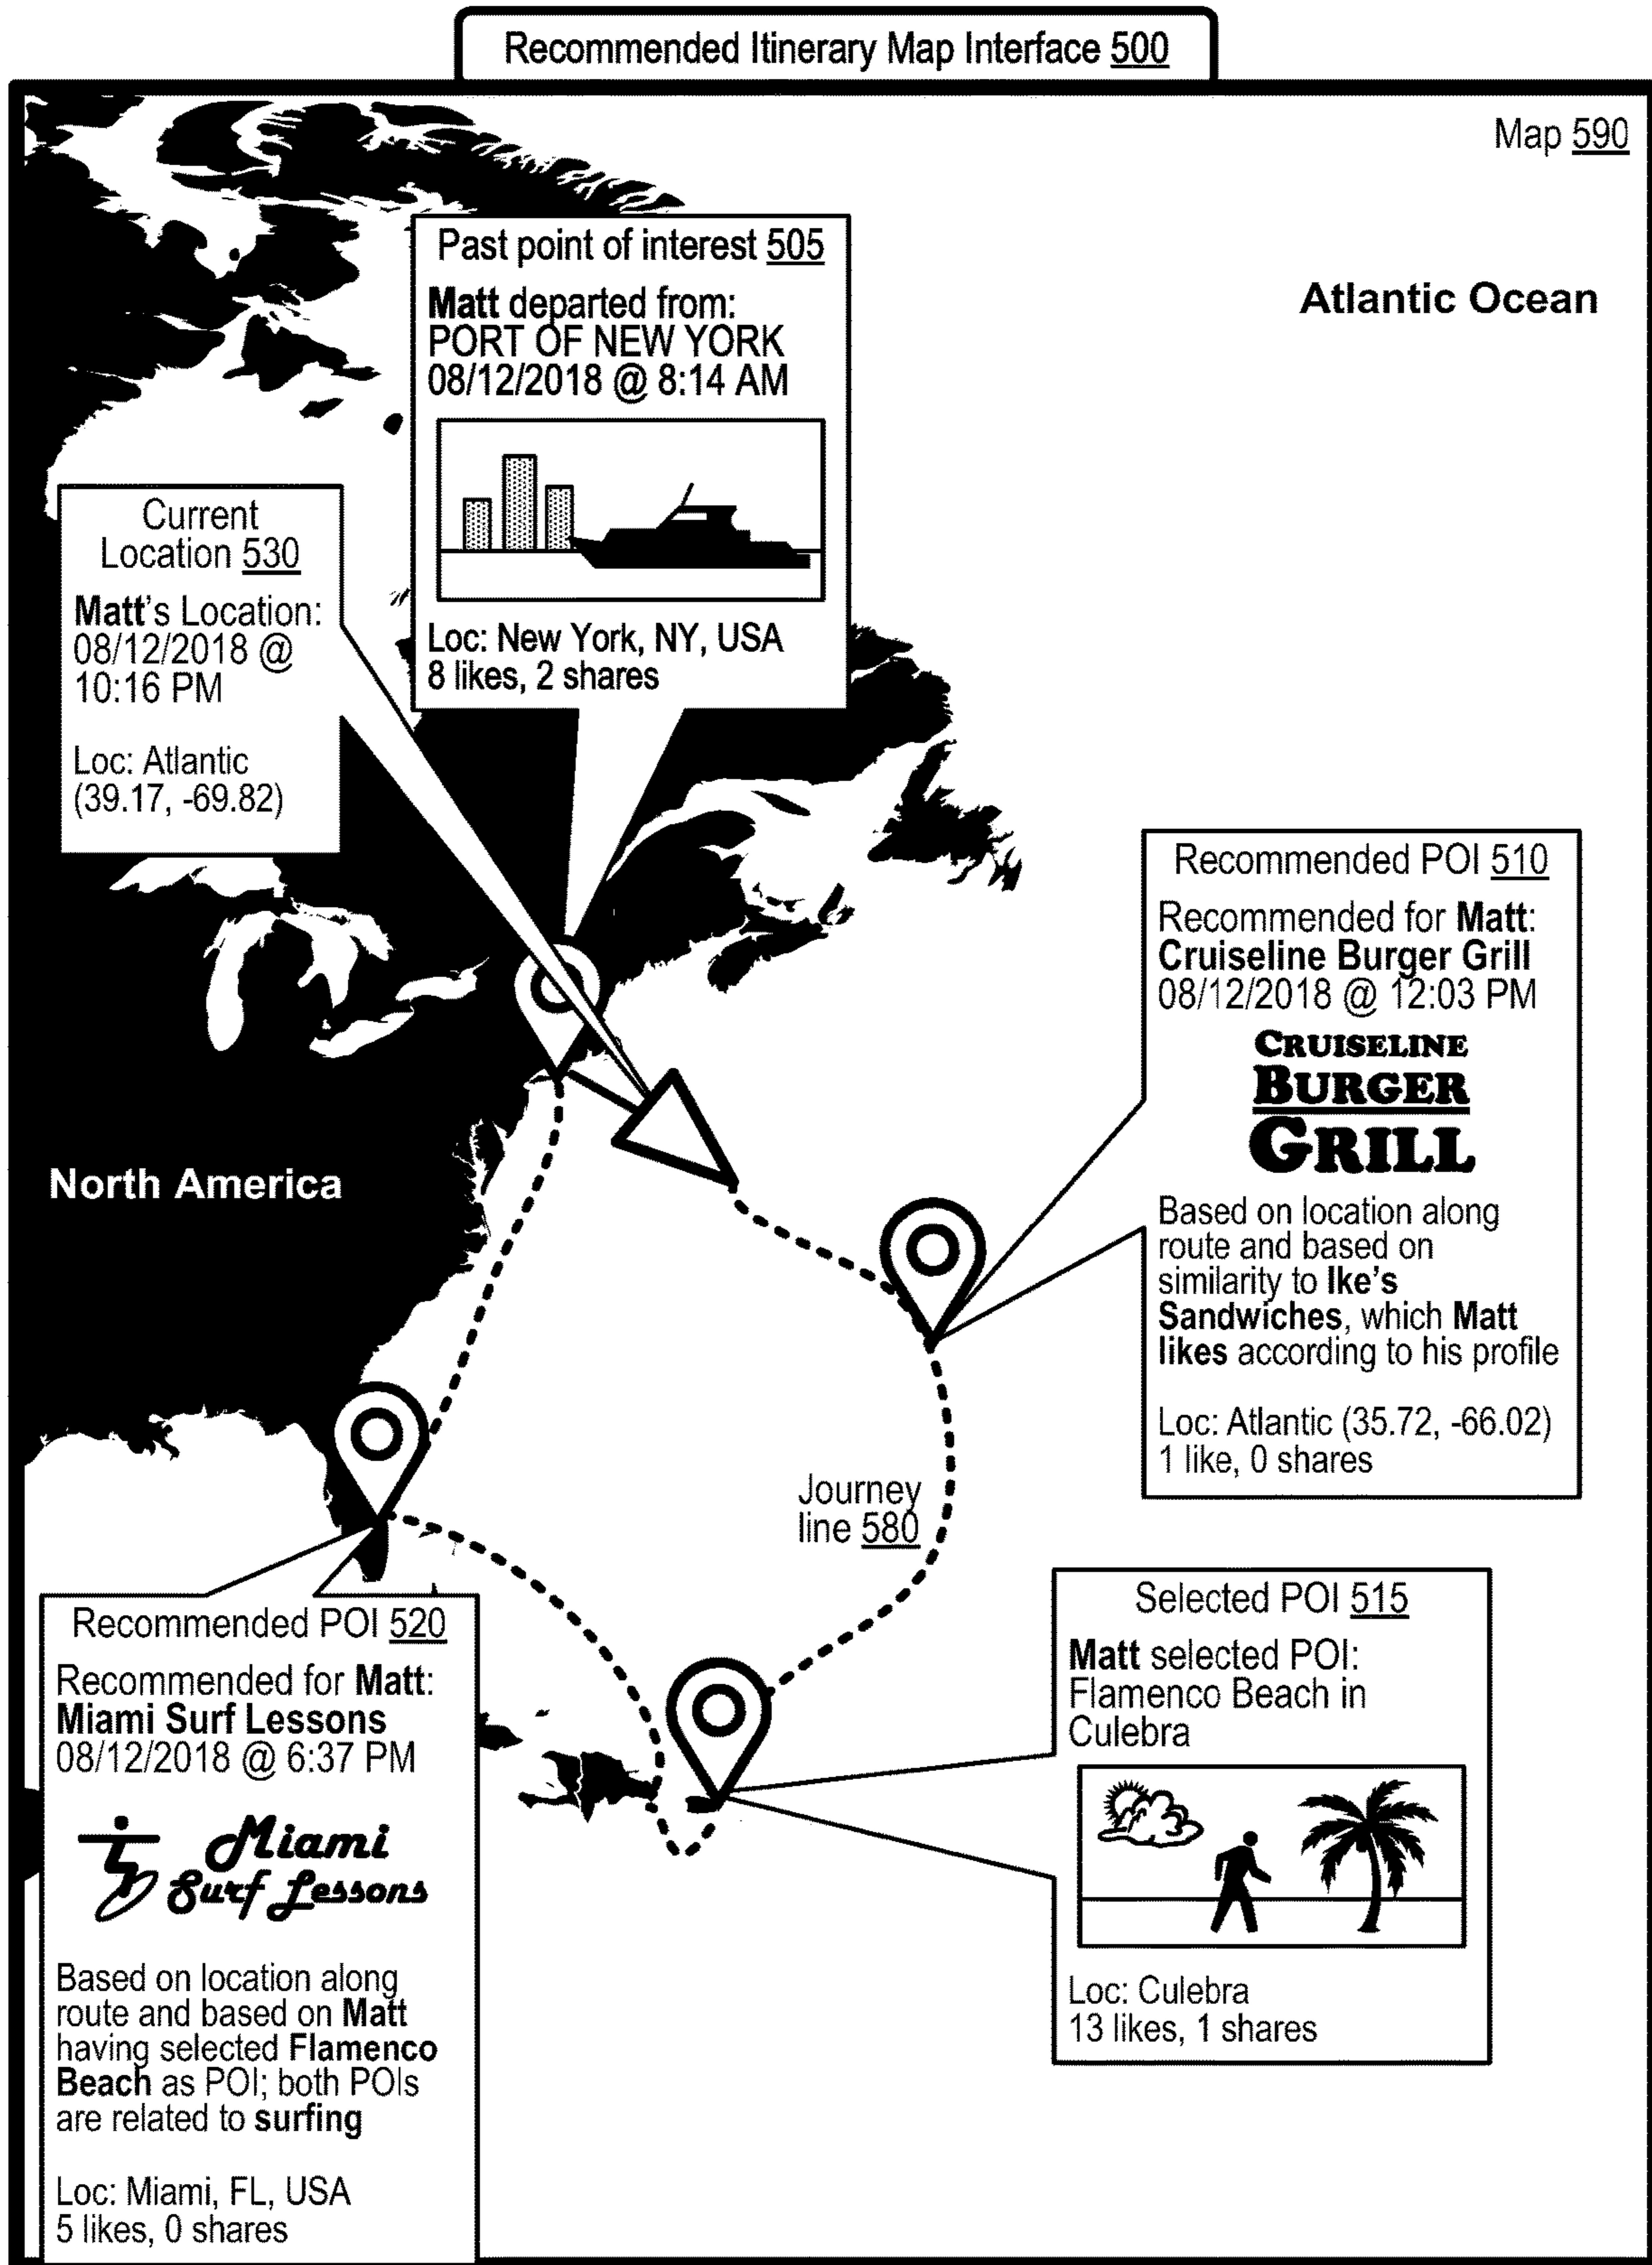 Recommended Itinerary Map Interface 500
Map 590
Atlantic Ocean
Past point of interest 505
Matt departed from:
PORT OF NEW YORK
08/12/2018 @ 8:14 AM
Loc: New York, NY, USA
8 likes, 2 shares
Current
Location 530
Matt's Location:
08/12/2018 @
10:16 PM
Loc: Atlantic
(39.17, -69.82)
Recommended POI 510
Recommended for Matt:
Cruiseline Burger Grill
08/12/2018 @ 12:03 PM
CRUISELINE
BURGER
GRILL
Based on location along
route and based on
similarity to Ike's
Sandwiches, which Matt
likes according to his profile
Loc: Atlantic (35.72, -66.02)
1 like, 0 shares
North America
Journey
line 580
Selected POI 515
Matt selected POI:
Flamenco Beach in
Culebra
Loc: Culebra
13 likes, 1 shares
Recommended POI 520
Recommended for Matt:
Miami Surf Lessons
08/12/2018 @ 6:37 PM
Miami
Surf Lessons
Based on location along
route and based on Matt
having selected Flamenco
Beach as POI; both POIs
are related to surfing
Loc: Miami, FL, USA
5 likes, 0 shares